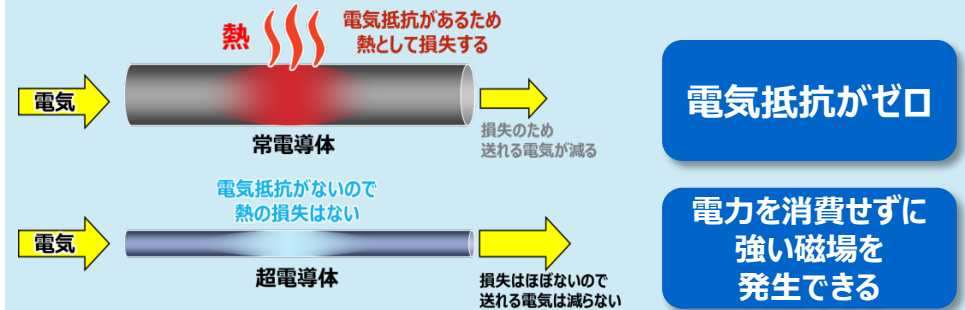 電気抵抗があるため
熱として損失する
熱
電気
常電導体
損失のため
送れる電気が減る
電気抵抗がゼロ
電気抵抗がないので
熱の損失はない
電気
超電導体
損失はほぼないので
送れる電気は減らない
電力を消費せずに
強い磁場を
発生できる